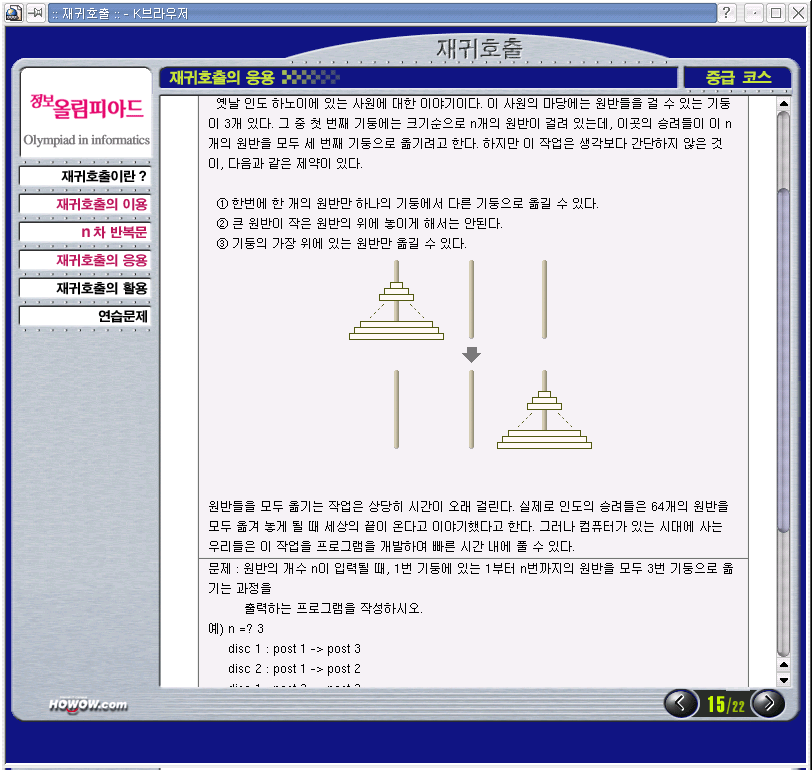 :: 재귀호출 :: - K브라우저
재귀호출
정보올림피아드
Olympiad in informatics
재귀호출이란 ?
재귀호출의 이용
n 차 반복문
재귀호출의 응용
재귀호출의 활용
연습문제
재귀호출의 응용
중급 코스
옛날 인도 하노이에 있는 사원에 대한 이야기이다. 이 사원의 마당에는 원반들을 걸 수 있는 기둥
이 3개 있다. 그 중 첫 번째 기둥에는 크기순으로 n개의 원반이 걸려 있는데, 이곳의 승려들이 이 n
개의 원반을 모두 세 번째 기둥으로 옮기려고 한다. 하지만 이 작업은 생각보다 간단하지 않은 것
이, 다음과 같은 제약이 있다.
① 한번에 한 개의 원반만 하나의 기둥에서 다른 기둥으로 옮길 수 있다.
② 큰 원반이 작은 원반의 위에 놓이게 해서는 안된다.
③ 기둥의 가장 위에 있는 원반만 옮길 수 있다.
원반들을 모두 옮기는 작업은 상당히 시간이 오래 걸린다. 실제로 인도의 승려들은 64개의 원반을
모두 옮겨 놓게 될 때 세상의 끝이 온다고 이야기했다고 한다. 그러나 컴퓨터가 있는 시대에 사는
우리들은 이 작업을 프로그램을 개발하여 빠른 시간 내에 풀 수 있다.
문제 : 원반의 개수 n이 입력될 때, 1번 기둥에 있는 1부터 n번까지의 원반을 모두 3번 기둥으로 옮
기는 과정을
출력하는 프로그램을 작성하시오.
예) n =? 3
disc 1 : post 1 -> post 3
disc 2 : post 1 -> post 2
HOWOW.com
15/22